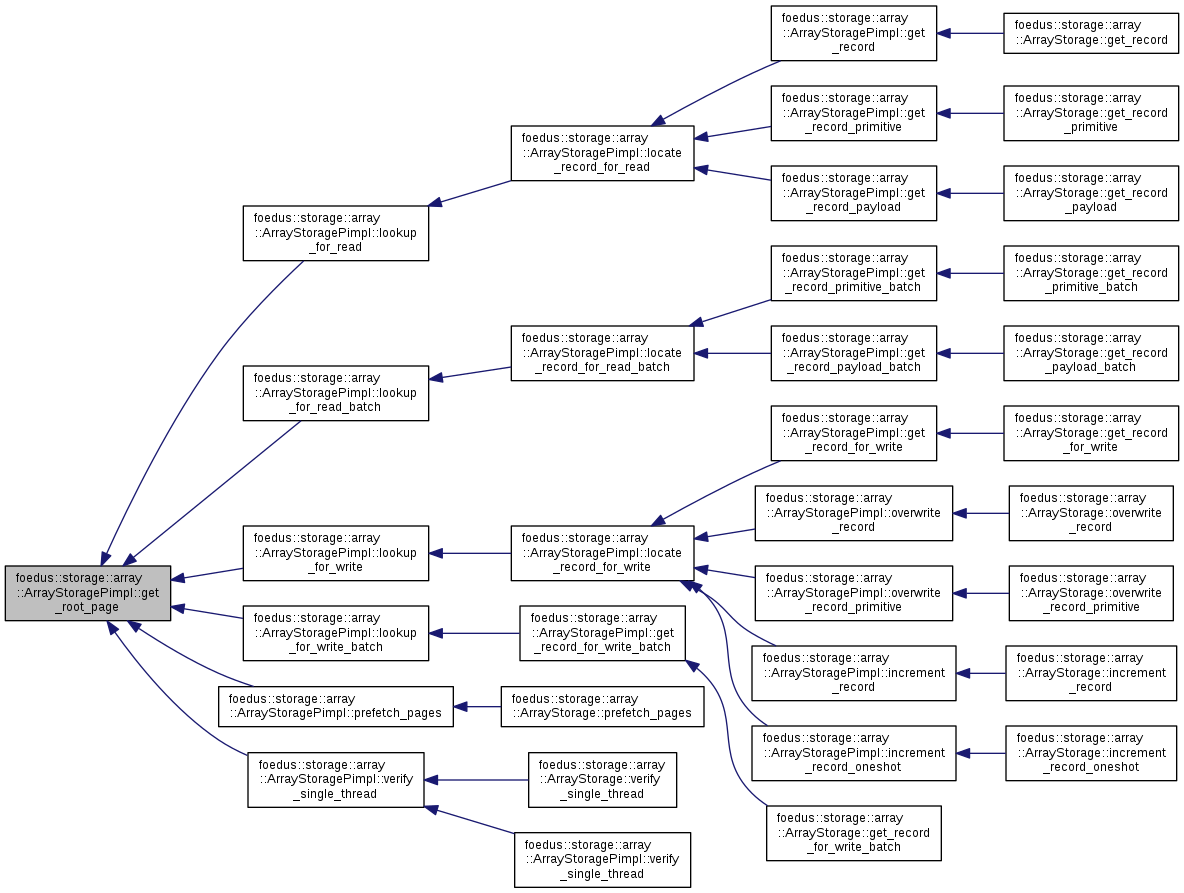 foedus::storage::array
::ArrayStoragePimpl::get
_root_page
foedus::storage::array
::ArrayStoragePimpl::lookup
_for_read
foedus::storage::array
::ArrayStoragePimpl::locate
_record_for_read
foedus::storage::array
::ArrayStoragePimpl::get
_record
foedus::storage::array
::ArrayStorage::get_record
foedus::storage::array
::ArrayStoragePimpl::get
_record_primitive
foedus::storage::array
::ArrayStorage::get_record
_primitive
foedus::storage::array
::ArrayStoragePimpl::get
_record_payload
foedus::storage::array
::ArrayStorage::get_record
_payload
foedus::storage::array
::ArrayStoragePimpl::lookup
_for_read_batch
foedus::storage::array
::ArrayStoragePimpl::locate
_record_for_read_batch
foedus::storage::array
::ArrayStoragePimpl::get
_record_primitive_batch
foedus::storage::array
::ArrayStorage::get_record
_primitive_batch
foedus::storage::array
::ArrayStoragePimpl::get
_record_payload_batch
foedus::storage::array
::ArrayStorage::get_record
_payload_batch
foedus::storage::array
::ArrayStoragePimpl::lookup
_for_write
foedus::storage::array
::ArrayStoragePimpl::locate
_record_for_write
foedus::storage::array
::ArrayStoragePimpl::get
_record_for_write
foedus::storage::array
::ArrayStorage::get_record
_for_write
foedus::storage::array
::ArrayStoragePimpl::overwrite
_record
foedus::storage::array
::ArrayStorage::overwrite
_record
foedus::storage::array
::ArrayStoragePimpl::overwrite
_record_primitive
foedus::storage::array
::ArrayStorage::overwrite
_record_primitive
foedus::storage::array
::ArrayStoragePimpl::increment
_record
foedus::storage::array
::ArrayStorage::increment
_record
foedus::storage::array
::ArrayStoragePimpl::increment
_record_oneshot
foedus::storage::array
::ArrayStorage::increment
_record_oneshot
foedus::storage::array
::ArrayStoragePimpl::lookup
_for_write_batch
foedus::storage::array
::ArrayStoragePimpl::get
_record_for_write_batch
foedus::storage::array
::ArrayStorage::get_record
_for_write_batch
foedus::storage::array
::ArrayStoragePimpl::prefetch_pages
foedus::storage::array
::ArrayStorage::prefetch_pages
foedus::storage::array
::ArrayStoragePimpl::verify
_single_thread
foedus::storage::array
::ArrayStorage::verify
_single_thread
foedus::storage::array
::ArrayStoragePimpl::verify
_single_thread